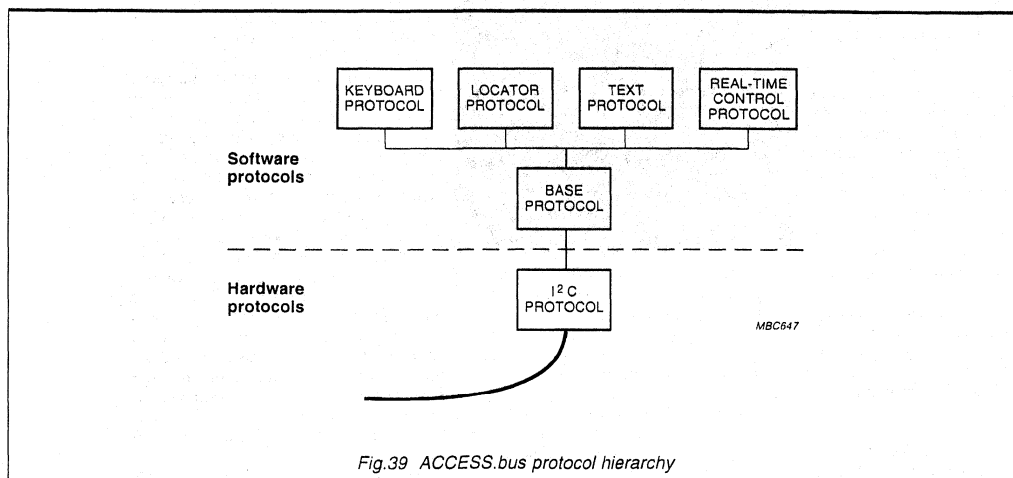 KEYBOARD
PROTOCOL
LOCATOR
PROTOCOL
TEXT
PROTOCOL
REAL-TIME
CONTROL
PROTOCOL
Software
protocols
BASE
PROTOCOL
Hardware
protocols
I² C
PROTOCOL
MBC647
Fig.39 ACCESS.bus protocol hierarchy